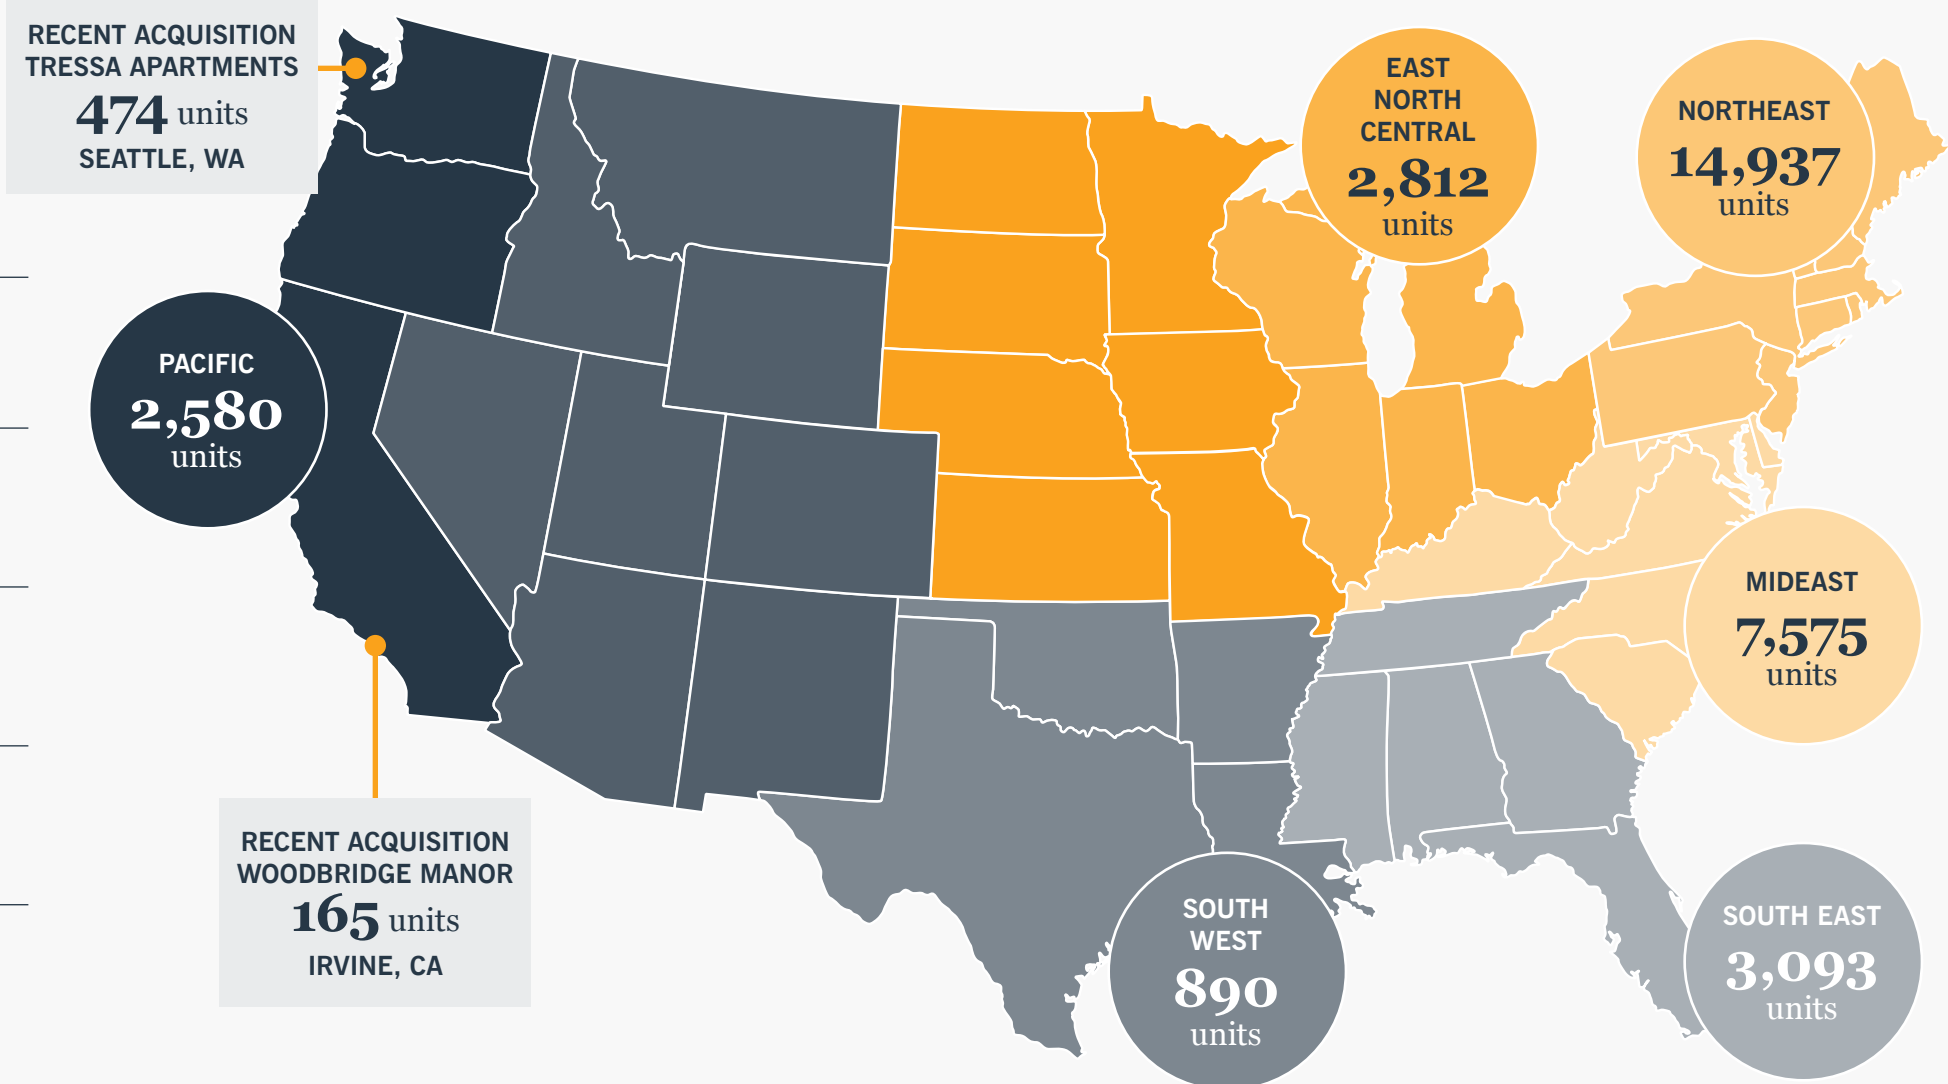 RECENT ACQUISITION
TRESSA APARTMENTS
474 units
SEATTLE, WA
EAST
NORTH
CENTRAL
2,812
units
NORTHEAST
14,937
units
PACIFIC
2,580
units
MIDEAST
7,575
units
RECENT ACQUISITION
WOODBRIDGE MANOR
165 units
IRVINE, CA
SOUTH
WEST
890
units
SOUTH EAST
3,093
units